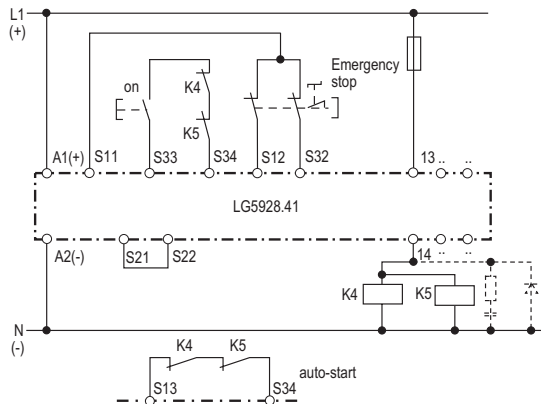 L1
(+)
Emergency
stop
on
K4
K5
A1(+)
S11
S33
S34
S12
S32
13
..
..
LG5928.41
A2(-)
S21
S22
14
..
..
K4
K5
N
(-)
K4
K5
auto-start
S13
S34